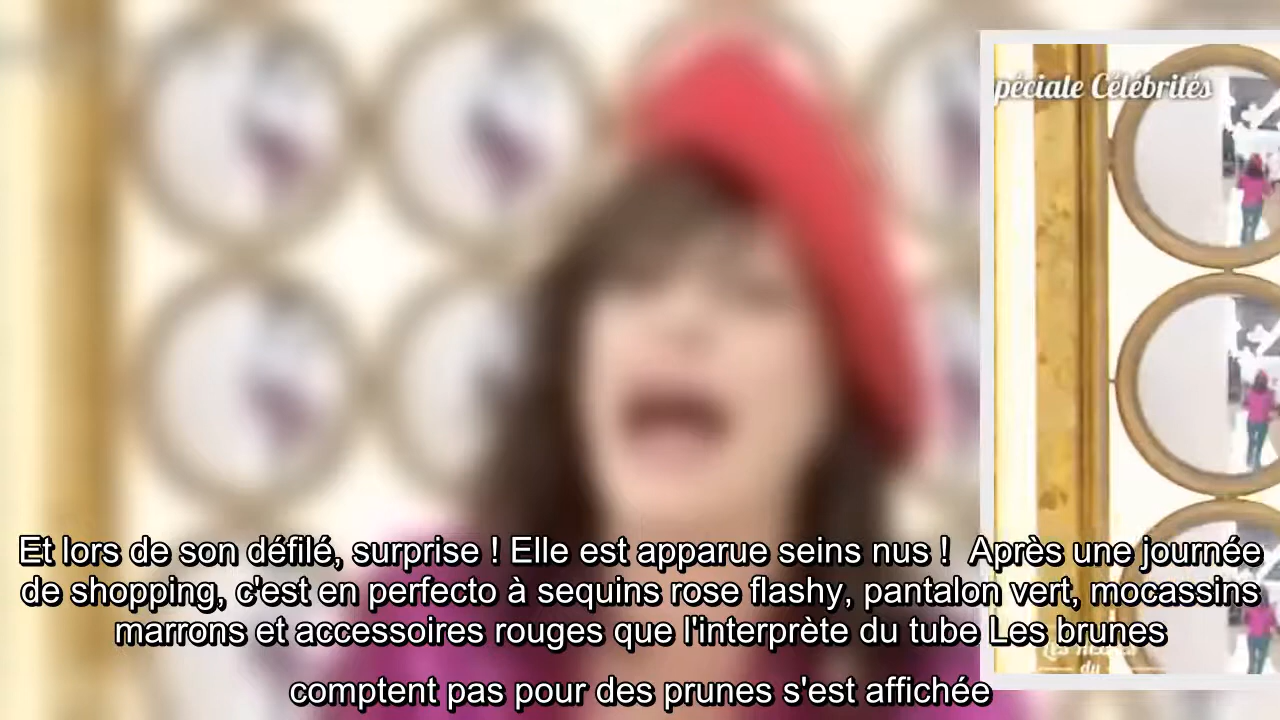 péciale Célébrités
Et lors de son défilé, surprise ! Elle est apparue seins nus ! Après une journée
de shopping, c'est en perfecto à sequins rose flashy, pantalon vert, mocassins
marrons et accessoires rouges que l'interprète du tube Les brunes
comptent pas pour des prunes s'est affichée
du